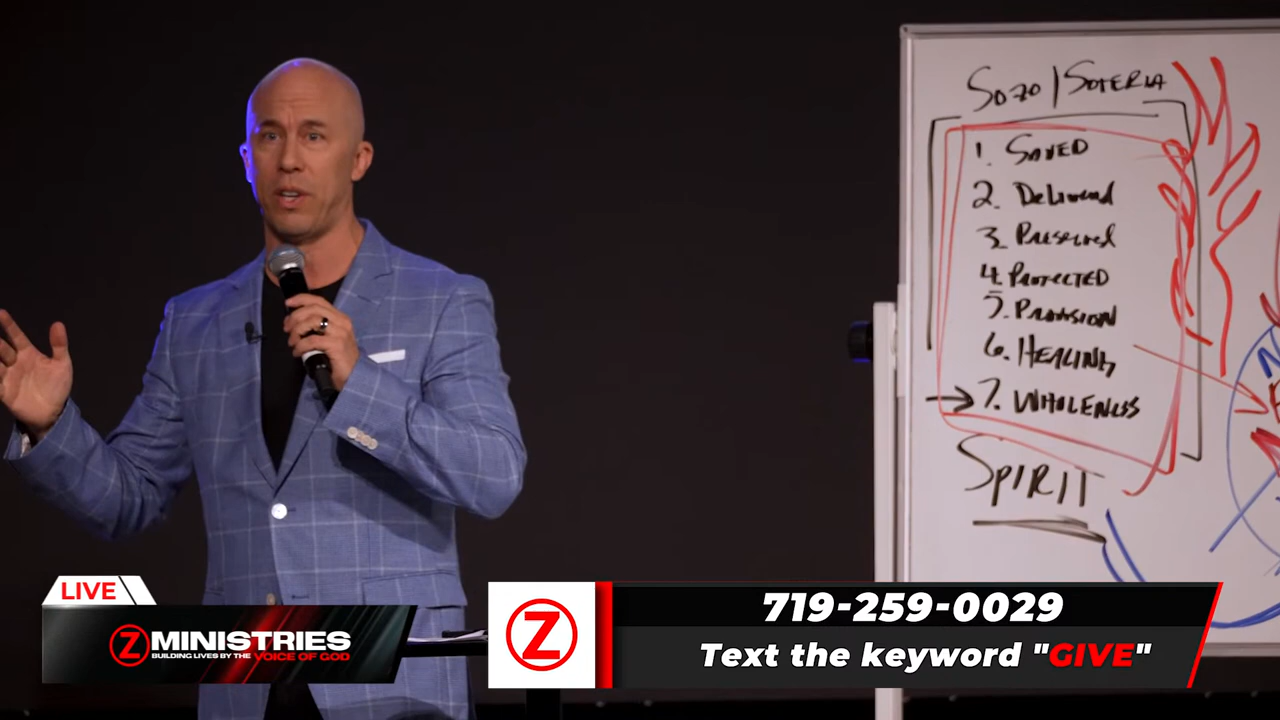 Sozo | SOTERIA
1. SAVED
2. Delivered
3. Preserved
4. PROTECTED
5. PROVISION
6. HEALING
7. WHOLENESS
SPIRIT
LIVE
Z MINISTRIES
BUILDING LIVES BY THE VOICE OF GOD
Z
719-259-0029
Text the keyword "GIVE"